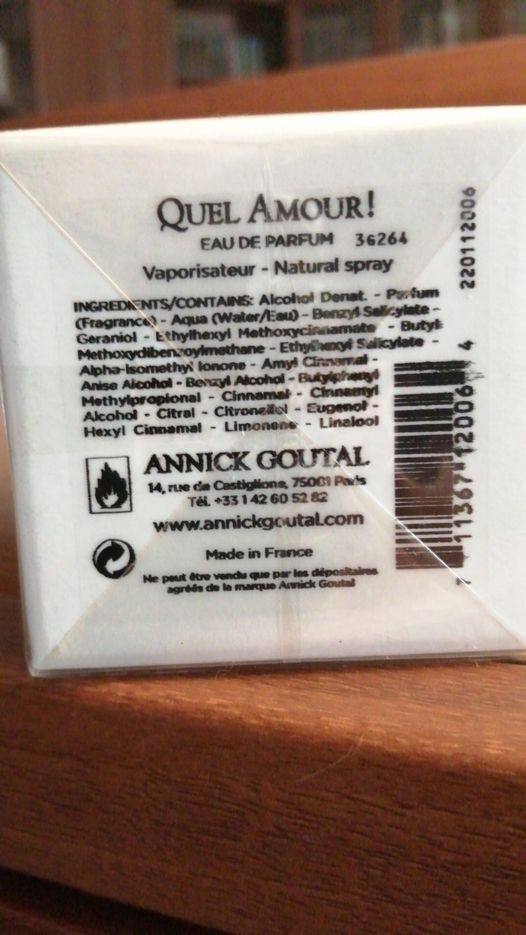 QUEL AMOUR!
EAU DE PARFUM 36264
Vaporisateur - Natural spray
INGREDIENTS/CONTAINS: Alcohol Denat. - Parfum
(Fragrance) - Aqua (Water/Eau) - Benzyl Salicylate -
Geraniol - Ethylhexyl Methoxycinnamate - Butyl
Methoxydibenzoylmethane - Ethylhexyl Salicylate -
Alpha-Isomethyl Ionone - Amyl Cinnamal -
Anise Alcohol - Benzyl Alcohol - Butylphenyl
Methylpropional - Cinnamal - Cinnamyl
Alcohol - Citral - Citronellol - Eugenol -
Hexyl Cinnamal - Limonene - Linalool
ANNICK GOUTAL
14, rue de Castiglione, 75001 Paris
Tél. +33 1 42 60 52 82
www.annickgoutal.com
Made in France
Ne peut être vendu que par les dépositaires
agréés de la marque Annick Goutal
220112006
7 11367 12006 4